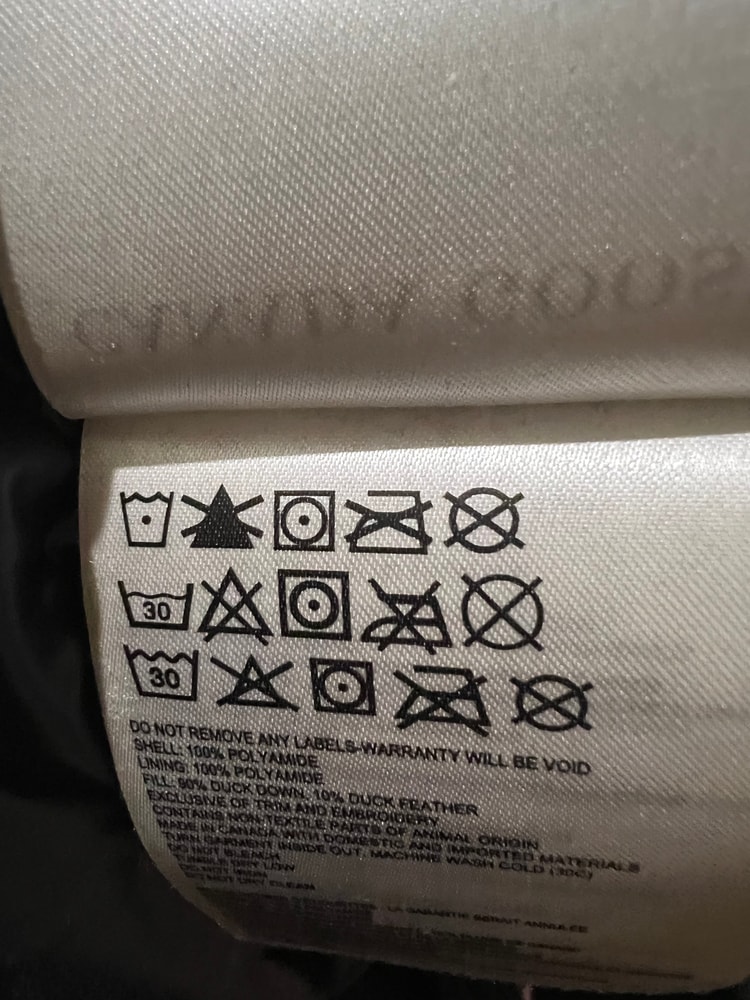 30
30
DO NOT REMOVE ANY LABELS-WARRANTY WILL BE VOID
SHELL: 100% POLYAMIDE
LINING: 100% POLYAMIDE
FILL: 90% DUCK DOWN, 10% DUCK FEATHER
EXCLUSIVE OF TRIM AND EMBROIDERY
CONTAINS NON-TEXTILE PARTS OF ANIMAL ORIGIN
MADE IN CANADA WITH DOMESTIC AND IMPORTED MATERIALS
TURN GARMENT INSIDE OUT, MACHINE WASH COLD (30C)
DO NOT BLEACH
TUMBLE DRY LOW
DO NOT IRON
DO NOT DRY CLEAN
LA GARANTIE SERAIT ANNULÉE